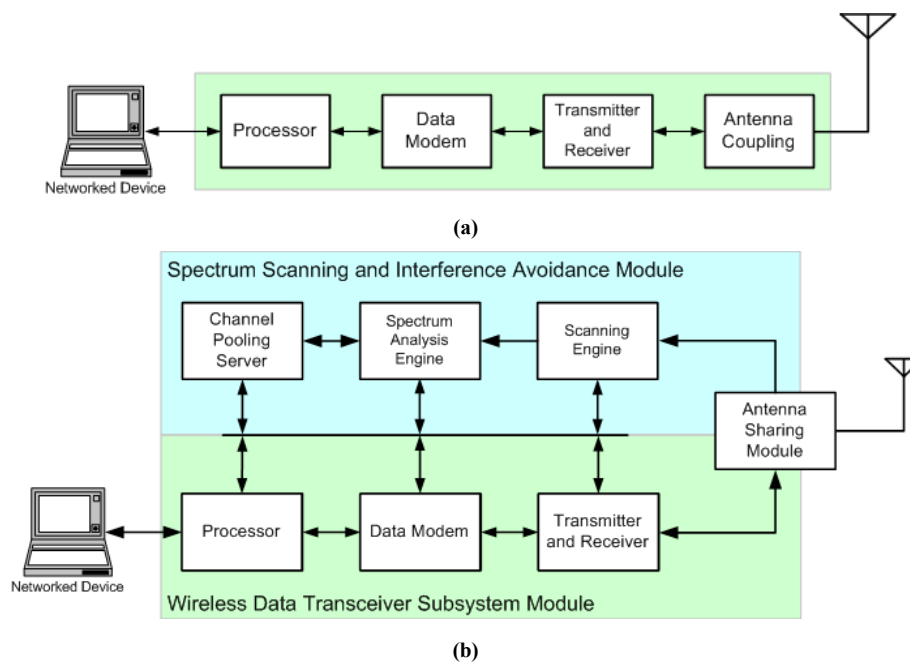 Processor
Data
Modem
Transmitter
and
Receiver
Antenna
Coupling
Networked Device
(a)
Spectrum Scanning and Interference Avoidance Module
Channel
Pooling
Server
Spectrum
Analysis
Engine
Scanning
Engine
Antenna
Sharing
Module
Processor
Data Modem
Transmitter
and Receiver
Networked Device
Wireless Data Transceiver Subsystem Module
(b)